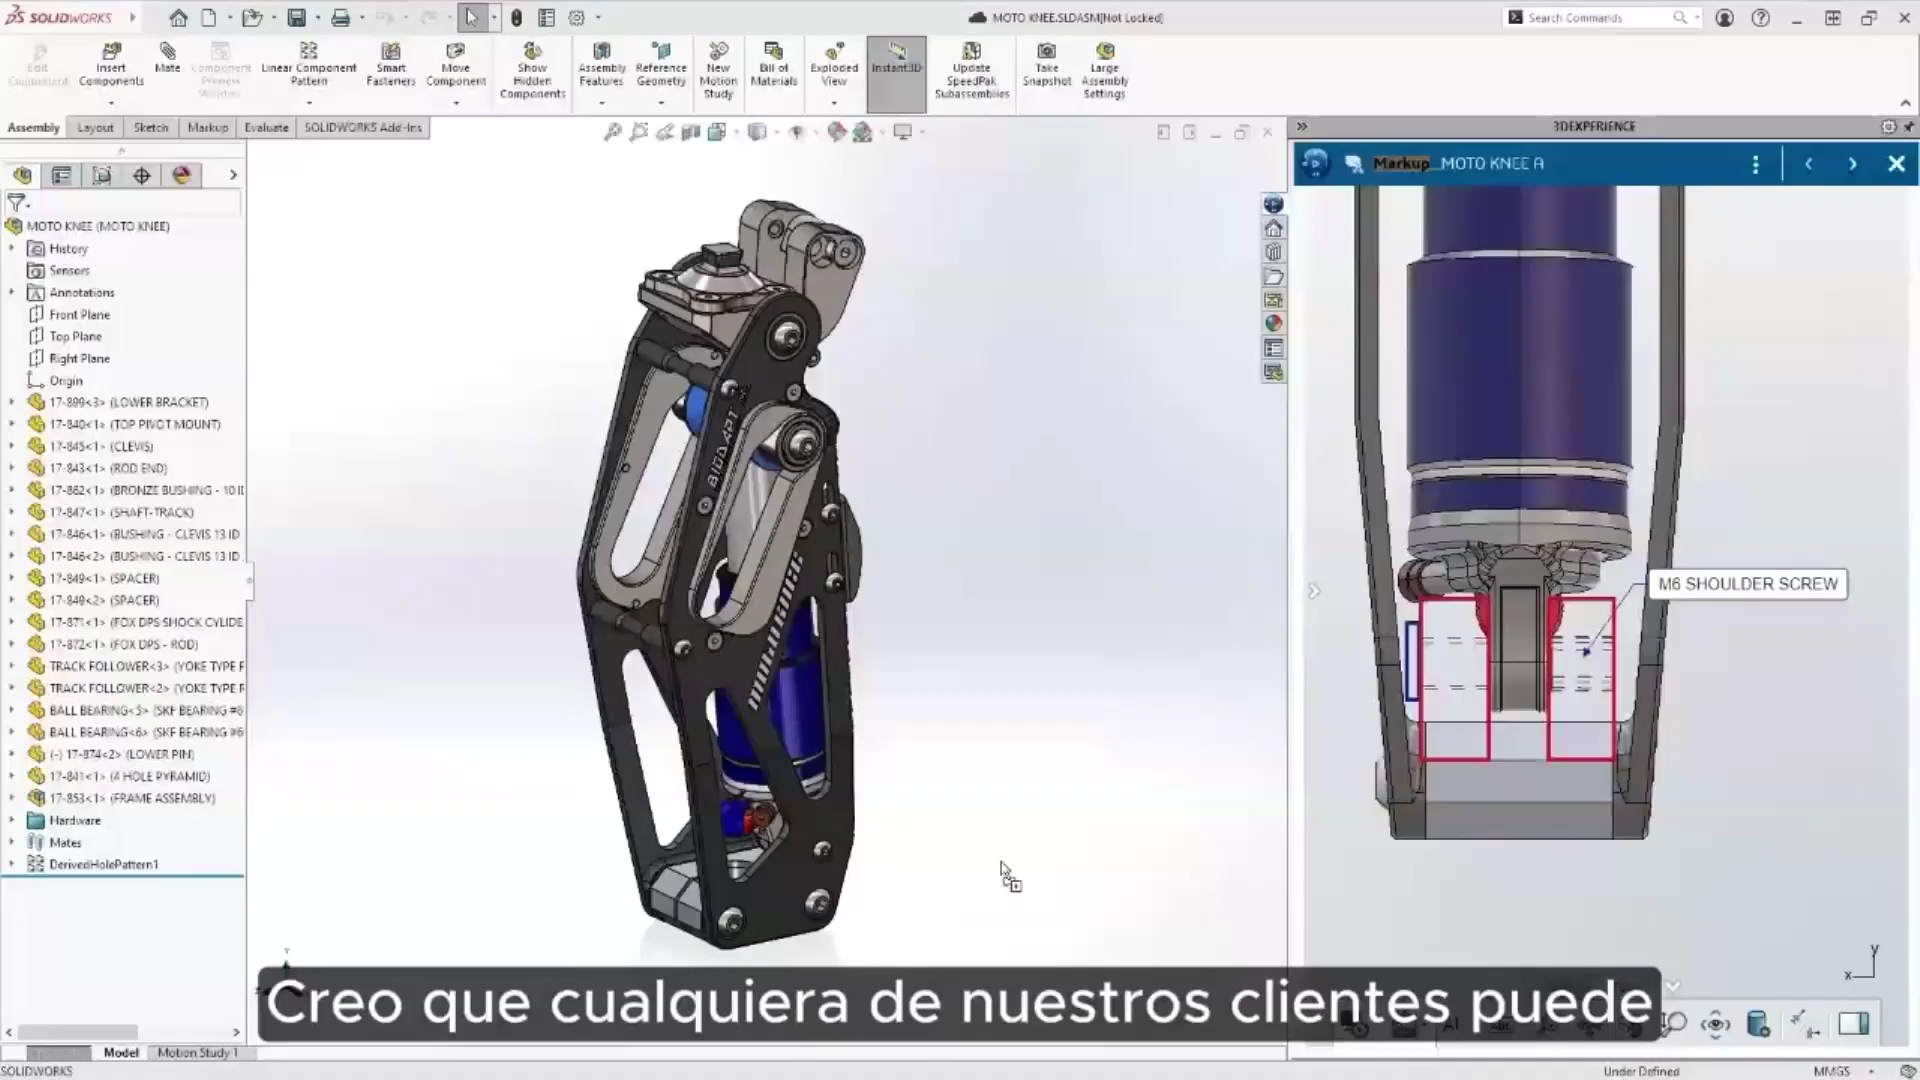 SOLIDWORKS
MOTO KNEE.SLDASM[Not Locked]
Search Commands
Edit Component
Insert Components
Mate
Component Preview Window
Linear Component Pattern
Smart Fasteners
Move Component
Show Hidden Components
Assembly Features
Reference Geometry
New Motion Study
Bill of Materials
Exploded View
Instant3D
Update SpeedPak Subassemblies
Take Snapshot
Large Assembly Settings
Assembly
Layout
Sketch
Markup
Evaluate
SOLIDWORKS Add-Ins
3DEXPERIENCE
Markup_MOTO KNEE A
MOTO KNEE (MOTO KNEE)
History
Sensors
Annotations
Front Plane
Top Plane
Right Plane
Origin
17-899<3> (LOWER BRACKET)
17-840<1> (TOP PIVOT MOUNT)
17-845<1> (CLEVIS)
17-843<1> (ROD END)
17-862<1> (BRONZE BUSHING - 10 I
17-847<1> (SHAFT-TRACK)
17-846<1> (BUSHING - CLEVIS 13 ID
17-846<2> (BUSHING - CLEVIS 13 ID
17-849<1> (SPACER)
17-849<2> (SPACER)
17-871<1> (FOX DPS SHOCK CYLIDE
17-872<1> (FOX DPS - ROD)
TRACK FOLLOWER<3> (YOKE TYPE F
TRACK FOLLOWER<2> (YOKE TYPE F
BALL BEARING<5> (SKF BEARING #6
BALL BEARING<6> (SKF BEARING #6
(-) 17-874<2> (LOWER PIN)
17-841<1> (4 HOLE PYRAMID)
17-853<1> (FRAME ASSEMBLY)
Hardware
Mates
DerivedHolePattern1
BIODAPT
M6 SHOULDER SCREW
y
x
Creo que cualquiera de nuestros clientes puede
Model
Motion Study 1
SOLIDWORKS
Under Defined
MMGS